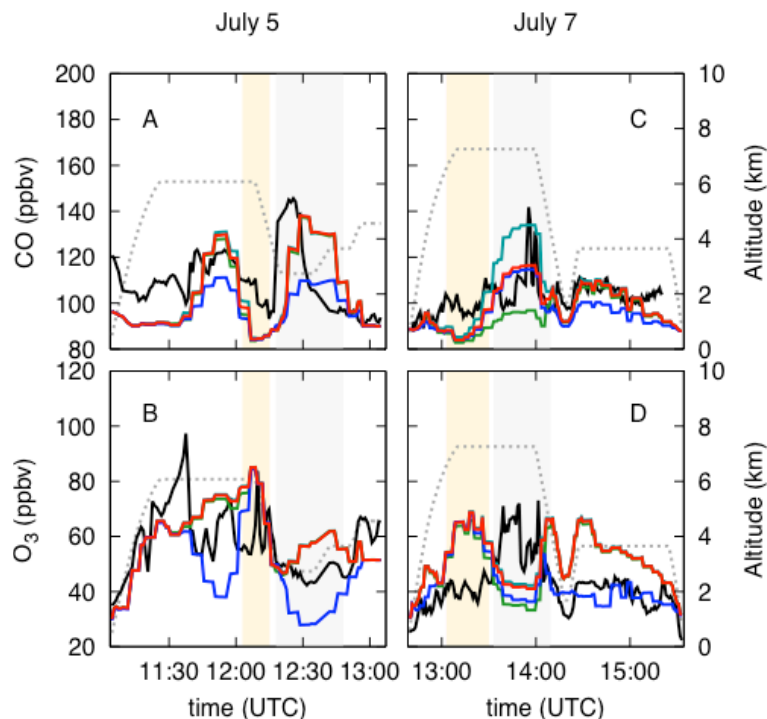 July 5 July 7
200 10
180 A C
160 8
CO (ppbv) 140 6 Altitude (km)
120 4
100 2
80 0
120 10
100 B D 8
O3 (ppbv) 80 6 Altitude (km)
60 4
40 2
20 0
11:30 12:00 12:30 13:00 13:00 14:00 15:00
time (UTC) time (UTC)